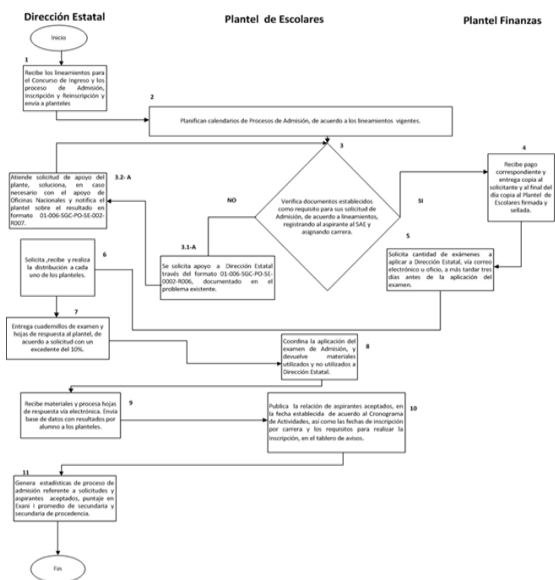 Dirección Estatal
Plantel de Escolares
Plantel Finanzas
Inicio
1
Recibe los lineamientos para
el Concurso de Ingreso y los
proceso de Admisión,
Inscripción y Reinscripción y
envía a planteles
2
Planifican calendarios de Procesos de Admisión, de acuerdo a los lineamientos vigentes.
3
Verifica documentos establecidos
como requisito para sus solicitud de
Admisión, de acuerdo a lineamientos,
registrando al aspirante al SAE y
asignando carrera.
NO
SI
4
Recibe pago
correspondiente y
entrega copia al
solicitante y al final del
día copia al Plantel de
Escolares firmada y
sellada.
3.2- A
Atiende solicitud de apoyo del
plante, soluciona, en caso
necesario con el apoyo de
Oficinas Nacionales y notifica el
plantel sobre el resultado en
formato 01-006-SGC-PO-SE-002-
R007.
3.1-A
Se solicita apoyo a Dirección Estatal
través del formato 01-006-SGC-PO-SE-
0002-R006, documentado en el
problema existente.
5
Solicita cantidad de exámenes a
aplicar a Dirección Estatal, vía correo
electrónico u oficio, a más tardar tres
días antes de la aplicación del
examen.
6
Solicita ,recibe y realiza
la distribución a cada
uno de los planteles.
7
Entrega cuadernillos de examen y
hojas de respuesta al plantel, de
acuerdo a solicitud con un
excedente del 10%.
8
Coordina la aplicación del
examen de Admisión, y
devuelve materiales
utilizados y no utilizados a
Dirección Estatal.
9
Recibe materiales y procesa hojas
de respuesta vía electrónica. Envía
base de datos con resultados por
alumno a los planteles.
10
Publica la relación de aspirantes aceptados, en
la fecha establecida de acuerdo al Cronograma
de Actividades, así como las fechas de inscripción
por carrera y los requisitos para realizar la
Inscripción, en el tablero de avisos.
11
Genera estadísticas de proceso de
admisión referente a solicitudes y
aspirantes aceptados, puntaje en
Exani I promedio de secundaria y
secundaria de procedencia.
Fin